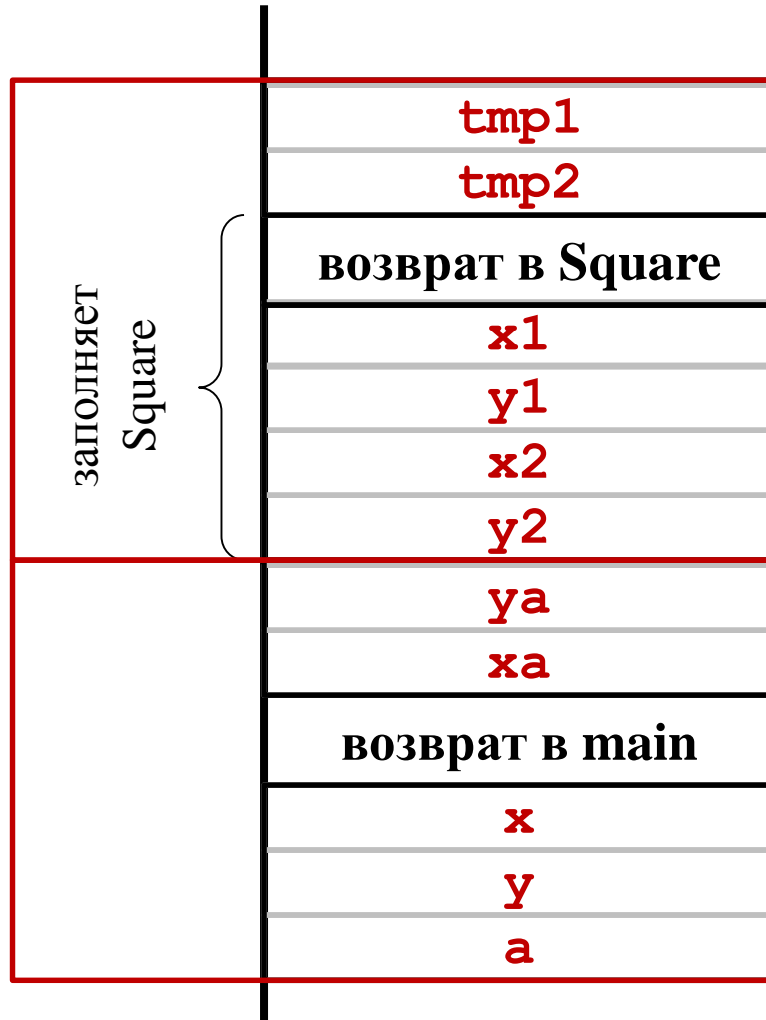 tmp1
tmp2
возврат в Square
x1
y1
x2
y2
заполняет
Square
ya
xa
возврат в main
x
y
a